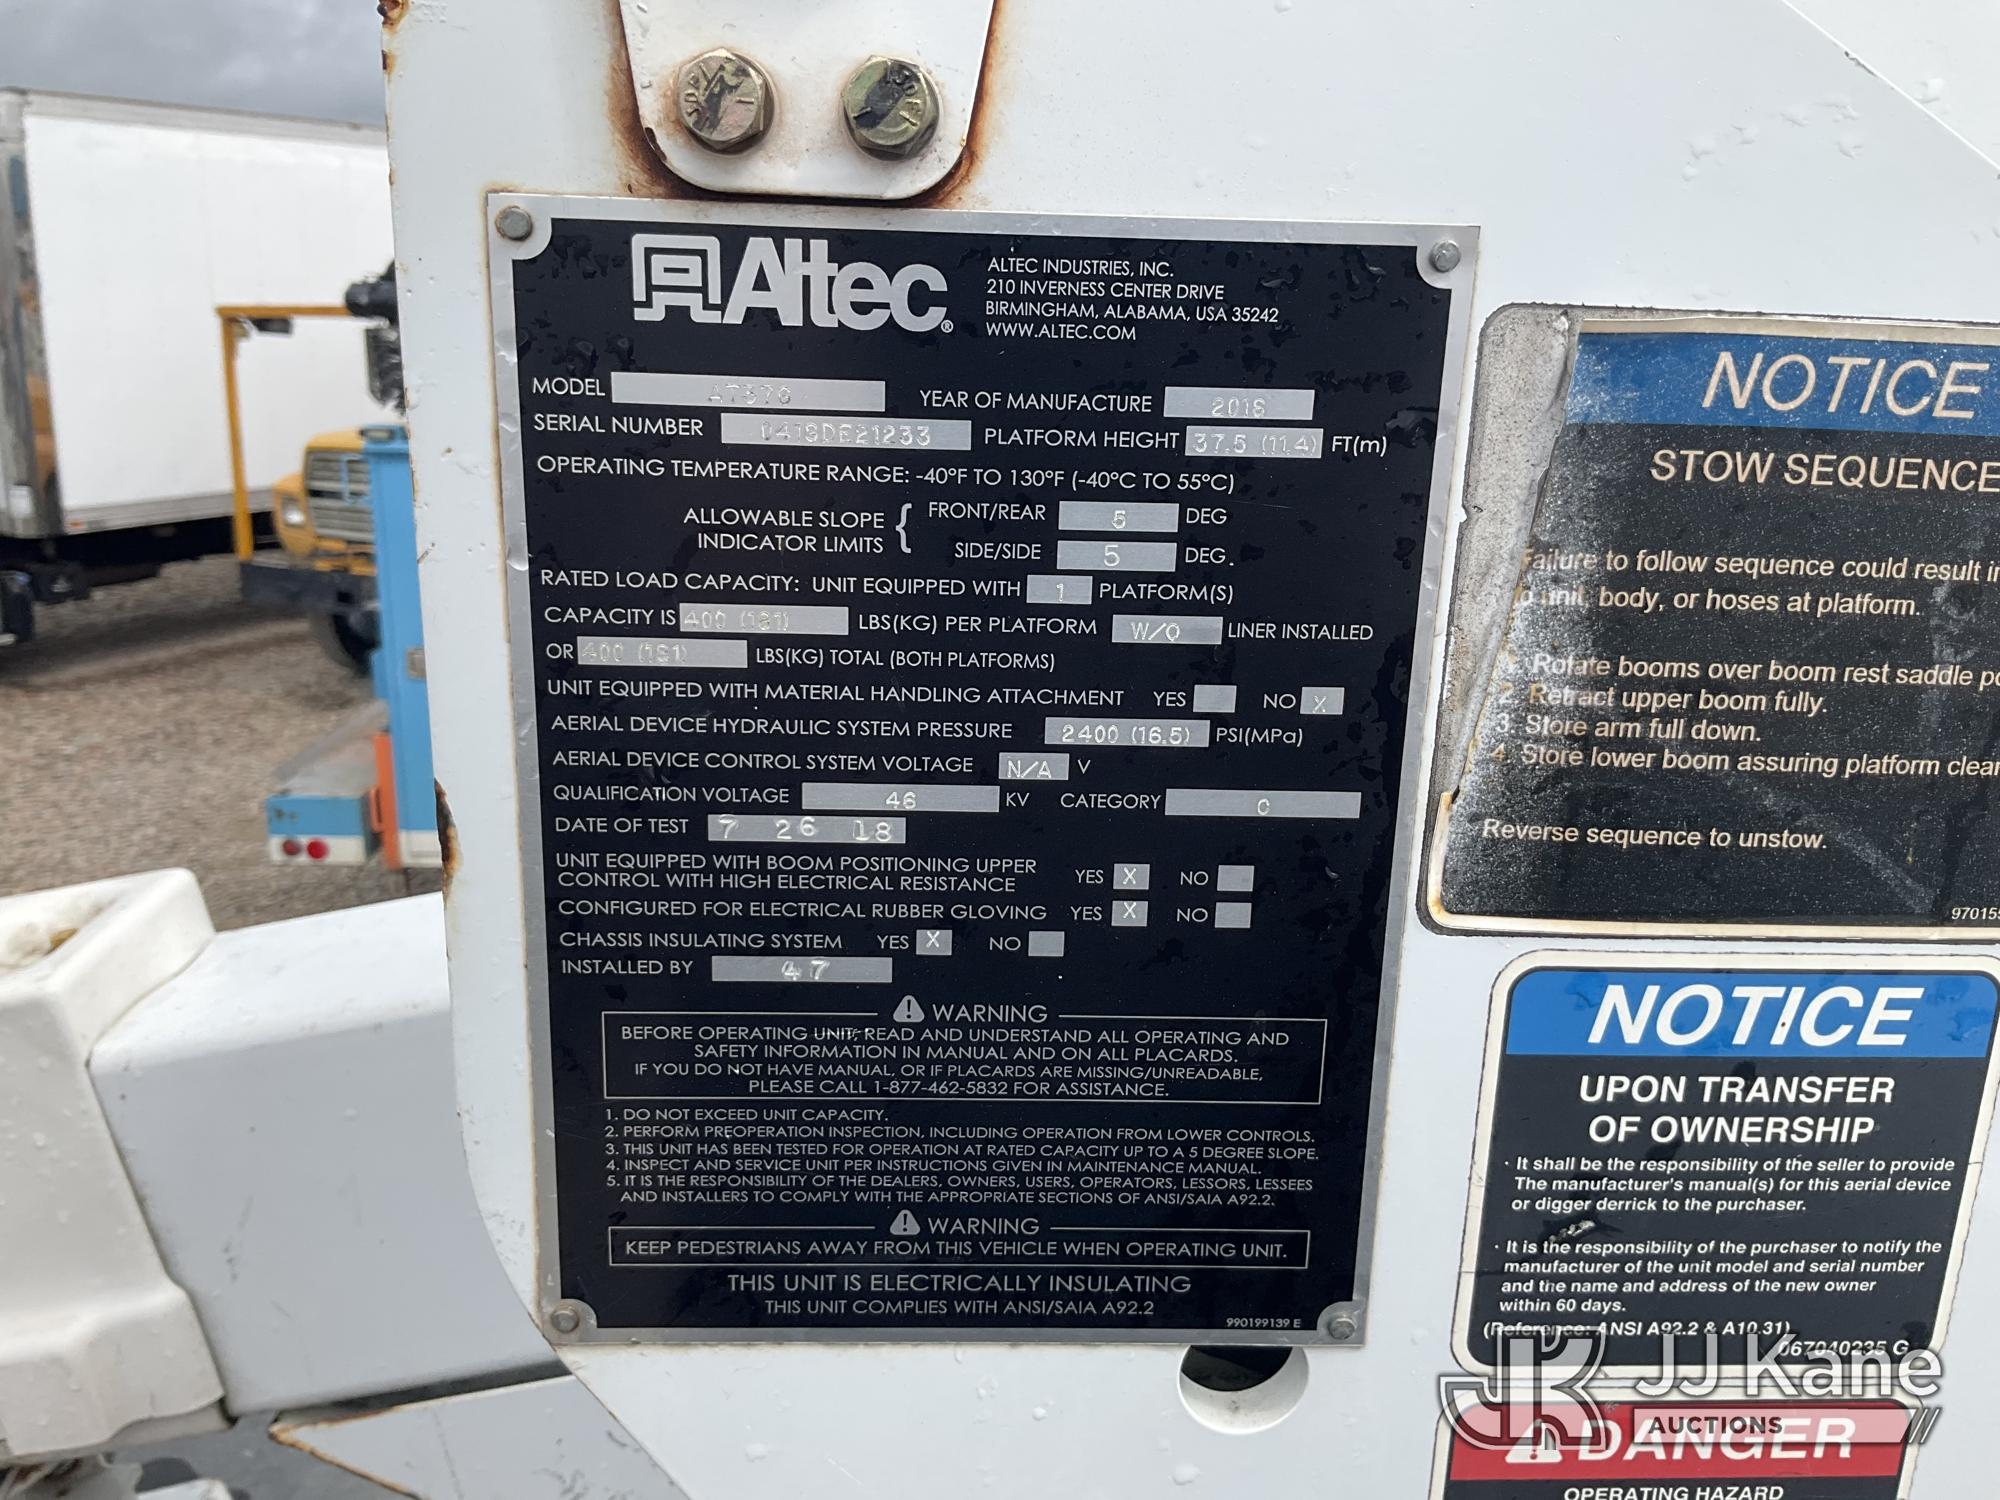 Altec®
ALTEC INDUSTRIES, INC.
210 INVERNESS CENTER DRIVE
BIRMINGHAM, ALABAMA, USA 35242
WWW.ALTEC.COM
MODEL AT37G YEAR OF MANUFACTURE 2018
SERIAL NUMBER 0418DE21233 PLATFORM HEIGHT 37.5 (11.4) FT(m)
OPERATING TEMPERATURE RANGE: -40°F TO 130°F (-40°C TO 55°C)
ALLOWABLE SLOPE INDICATOR LIMITS { FRONT/REAR 5 DEG
SIDE/SIDE 5 DEG.
RATED LOAD CAPACITY: UNIT EQUIPPED WITH 1 PLATFORM(S)
CAPACITY IS 400 (181) LBS(KG) PER PLATFORM W/O LINER INSTALLED
OR 400 (181) LBS(KG) TOTAL (BOTH PLATFORMS)
UNIT EQUIPPED WITH MATERIAL HANDLING ATTACHMENT YES NO X
AERIAL DEVICE HYDRAULIC SYSTEM PRESSURE 2400 (16.5) PSI(MPa)
AERIAL DEVICE CONTROL SYSTEM VOLTAGE N/A V
QUALIFICATION VOLTAGE 46 KV CATEGORY C
DATE OF TEST 7 26 18
UNIT EQUIPPED WITH BOOM POSITIONING UPPER
CONTROL WITH HIGH ELECTRICAL RESISTANCE YES X NO
CONFIGURED FOR ELECTRICAL RUBBER GLOVING YES X NO
CHASSIS INSULATING SYSTEM YES X NO
INSTALLED BY 47
WARNING
BEFORE OPERATING UNIT, READ AND UNDERSTAND ALL OPERATING AND
SAFETY INFORMATION IN MANUAL AND ON ALL PLACARDS.
IF YOU DO NOT HAVE MANUAL, OR IF PLACARDS ARE MISSING/UNREADABLE,
PLEASE CALL 1-877-462-5832 FOR ASSISTANCE.
1. DO NOT EXCEED UNIT CAPACITY.
2. PERFORM PREOPERATION INSPECTION, INCLUDING OPERATION FROM LOWER CONTROLS.
3. THIS UNIT HAS BEEN TESTED FOR OPERATION AT RATED CAPACITY UP TO A 5 DEGREE SLOPE.
4. INSPECT AND SERVICE UNIT PER INSTRUCTIONS GIVEN IN MAINTENANCE MANUAL.
5. IT IS THE RESPONSIBILITY OF THE DEALERS, OWNERS, USERS, OPERATORS, LESSORS, LESSEES
AND INSTALLERS TO COMPLY WITH THE APPROPRIATE SECTIONS OF ANSI/SAIA A92.2.
WARNING
KEEP PEDESTRIANS AWAY FROM THIS VEHICLE WHEN OPERATING UNIT.
THIS UNIT IS ELECTRICALLY INSULATING
THIS UNIT COMPLIES WITH ANSI/SAIA A92.2
990199139 E
NOTICE
STOW SEQUENCE
Failure to follow sequence could result in
unit, body, or hoses at platform.
1. Rotate booms over boom rest saddle
2. Retract upper boom fully.
3. Store arm full down.
4. Store lower boom assuring platform clear
Reverse sequence to unstow.
97015
NOTICE
UPON TRANSFER
OF OWNERSHIP
· It shall be the responsibility of the seller to provide
The manufacturer's manual(s) for this aerial device
or digger derrick to the purchaser.
· It is the responsibility of the purchaser to notify the
manufacturer of the unit model and serial number
and the name and address of the new owner
within 60 days.
(Reference: ANSI A92.2 & A10.31)
067040235 G
JK JJ Kane
AUCTIONS
DANGER
OPERATING HAZARD